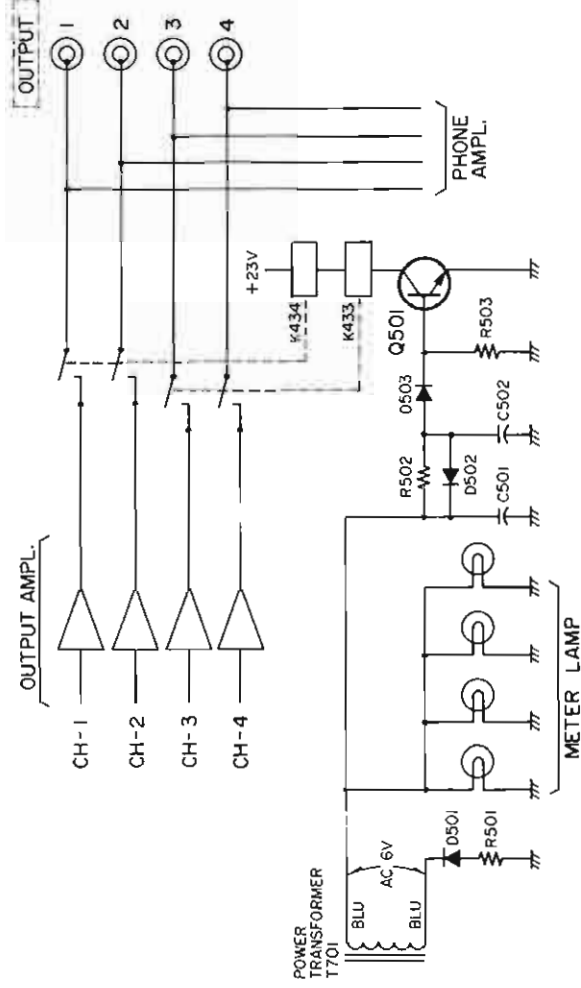 OUTPUT AMPL.
OUTPUT
CH-1
CH-2
CH-3
CH-4
1
2
3
4
PHONE
AMPL.
+23V
K434
K433
Q501
D503
R503
R502
D502
C502
C501
POWER
TRANSFORMER
T701
BLU
AC 6V
BLU
D501
R501
METER LAMP